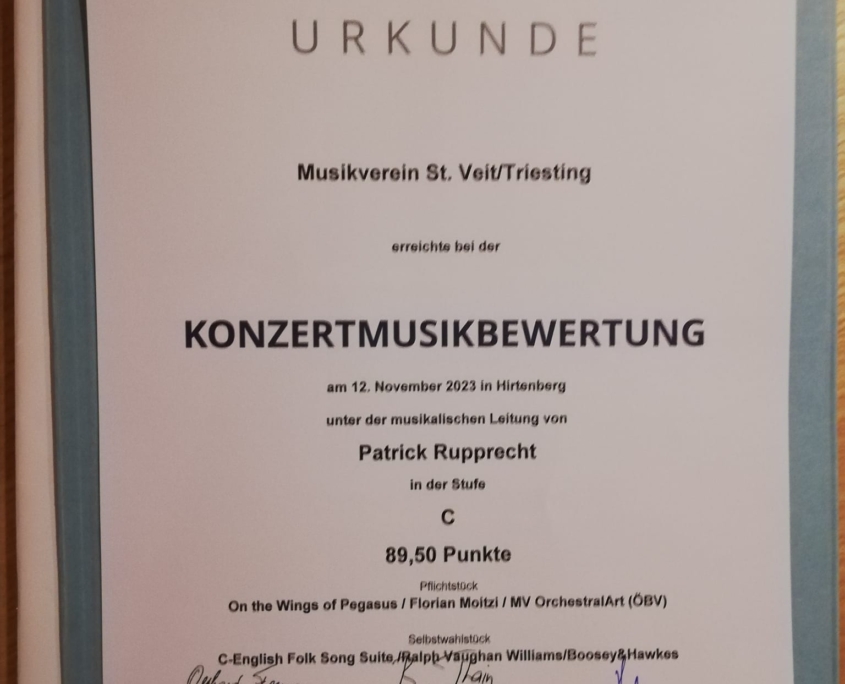 URKUNDE
Musikverein St. Veit/Triesting
erreichte bei der
KONZERTMUSIKBEWERTUNG
am 12. November 2023 in Hirtenberg
unter der musikalischen Leitung von
Patrick Rupprecht
in der Stufe
C
89,50 Punkte
Pflichtstück
On the Wings of Pegasus / Florian Moitzi / MV OrchestralArt (ÖBV)
Selbstwahlstück
C-English Folk Song Suite/Ralph Vaughan Williams/Boosey&Hawkes